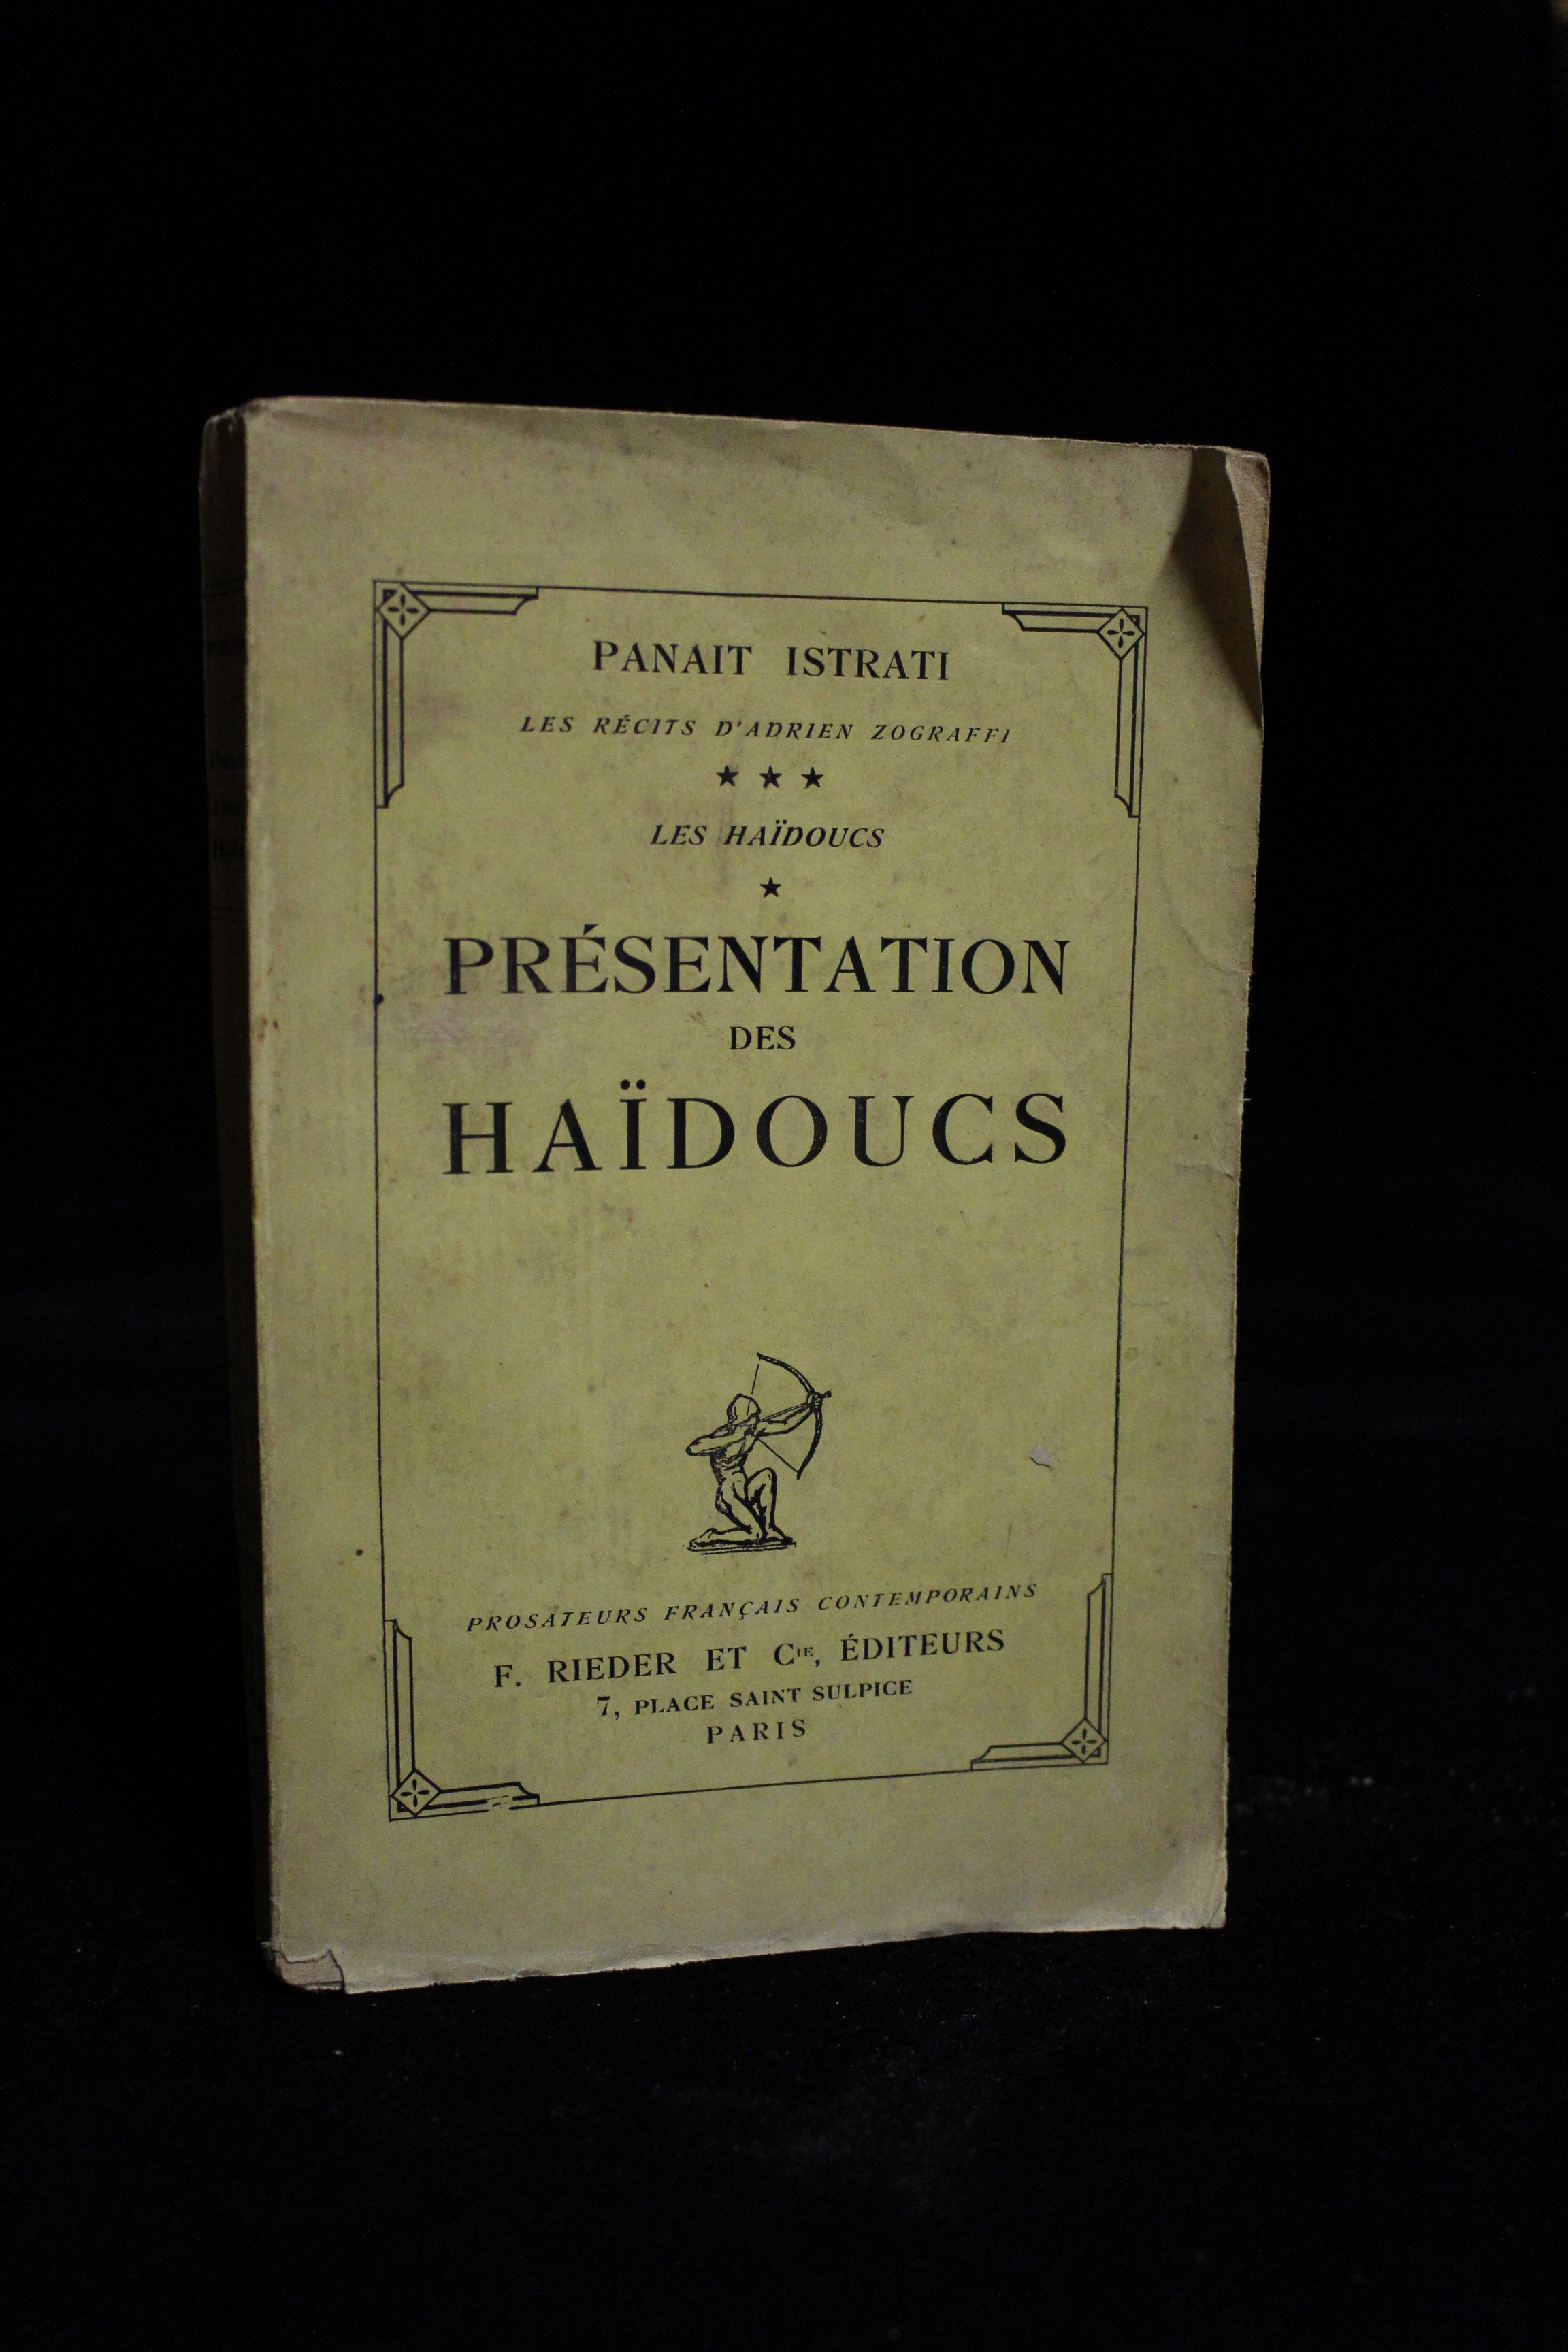 PANAIT ISTRATI
LES RÉCITS D'ADRIEN ZOGRAFFI
★ ★ ★
LES HAÏDOUCS
★
PRÉSENTATION
DES
HAÏDOUCS
PROSATEURS FRANÇAIS CONTEMPORAINS
F. RIEDER ET Cᴵᴱ, ÉDITEURS
7, PLACE SAINT SULPICE
PARIS